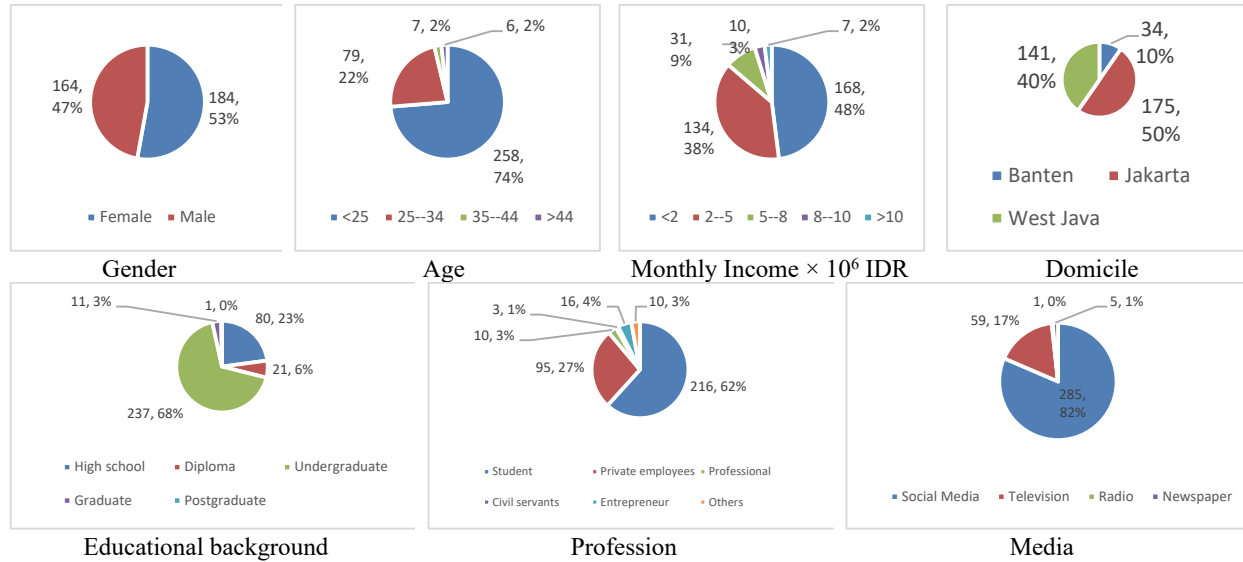 164,
47%
184,
53%
Female Male
Gender
7, 2%
6, 2%
79,
22%
258,
74%
<25 25--34 35--44 >44
Age
10,
3%
7, 2%
31,
9%
168,
48%
134,
38%
<2 2--5 5--8 8--10 >10
Monthly Income × 10⁶ IDR
34,
10%
141,
40%
175,
50%
Banten Jakarta
West Java
Domicile
11, 3%
1, 0%
80, 23%
21, 6%
237, 68%
High school Diploma Undergraduate
Graduate Postgraduate
Educational background
16, 4%
10, 3%
3, 1%
10, 3%
95, 27%
216, 62%
Student Private employees Professional
Civil servants Entrepreneur Others
Profession
1, 0%
5, 1%
59, 17%
285,
82%
Social Media Television Radio Newspaper
Media